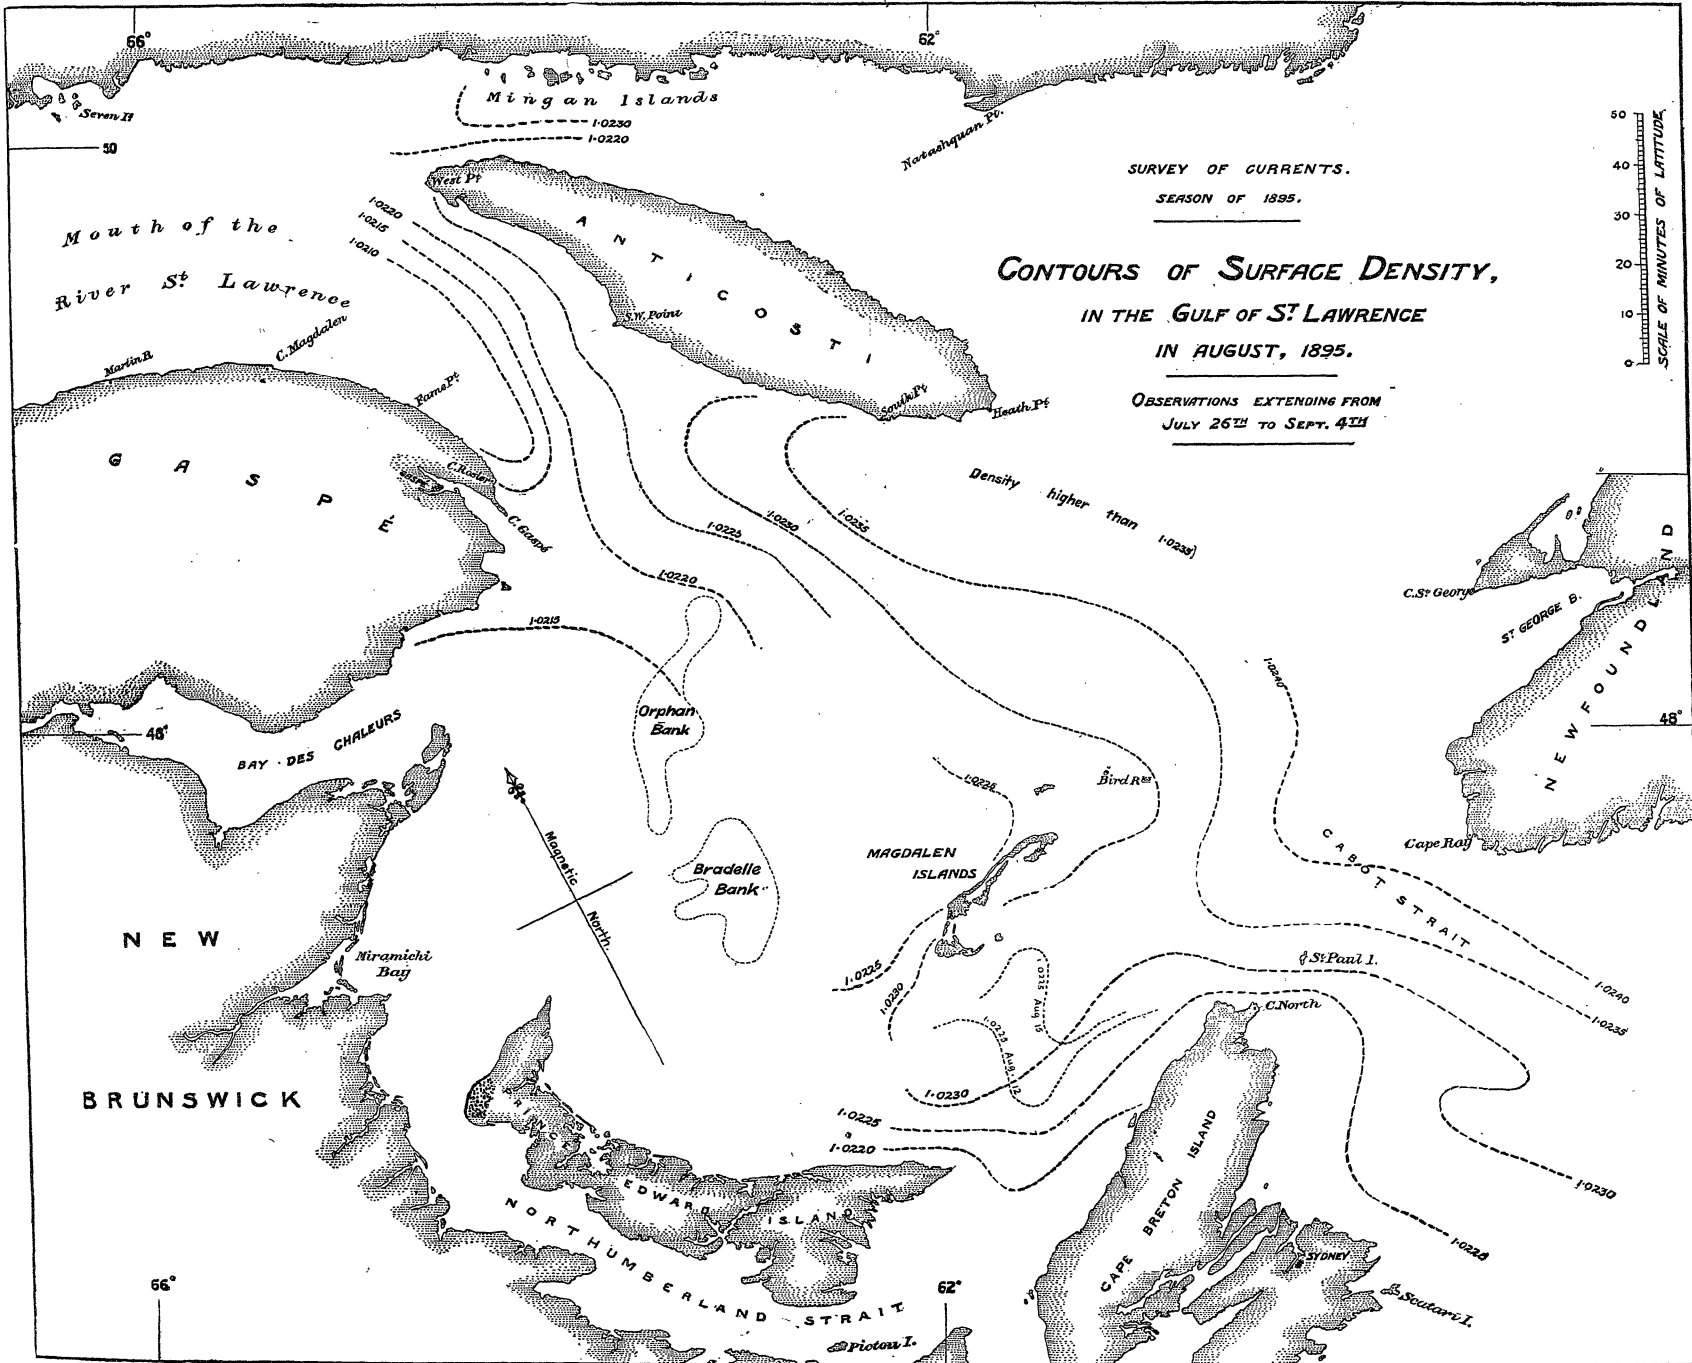 66°
62°
Mingan Islands
Seven Is
1·0230
1·0220
Natashquan Pt.
50
West Pt
ANTICOSTI
S.W. Point
South Pt
Heath Pt
SURVEY OF CURRENTS.
SEASON OF 1895.
CONTOURS OF SURFACE DENSITY,
IN THE GULF OF ST LAWRENCE
IN AUGUST, 1895.
OBSERVATIONS EXTENDING FROM
JULY 26TH TO SEPT. 4TH
50
40
30
20
10
0
SCALE OF MINUTES OF LATITUDE
Mouth of the
River St. Lawrence
1·0220
1·0215
1·0210
Martin R
C. Magdalen
Fame Pt
GASPÉ
C. Rosier
C. Gaspé
Density higher than 1·0235
1·0235
1·0230
1·0225
1·0220
1·0215
C. St George
ST GEORGE B.
NEWFOUNDLAND
48°
48°
1·0240
BAY DES CHALEURS
Orphan
Bank
Bird Rks
1·0225
Magnetic North.
Bradelle
Bank
MAGDALEN
ISLANDS
CABOT STRAIT
Cape Ray
NEW
BRUNSWICK
Miramichi
Bay
1·0225
1·0230
1·0225 Aug 10
1·0225 Aug. 12
St Paul I.
C. North
1·0240
1·0235
1·0230
1·0225
1·0220
PRINCE
EDWARD
ISLAND
NORTHUMBERLAND STRAIT
CAPE BRETON ISLAND
1·0230
SYDNEY
Scatari I.
66°
62°
Pictou I.